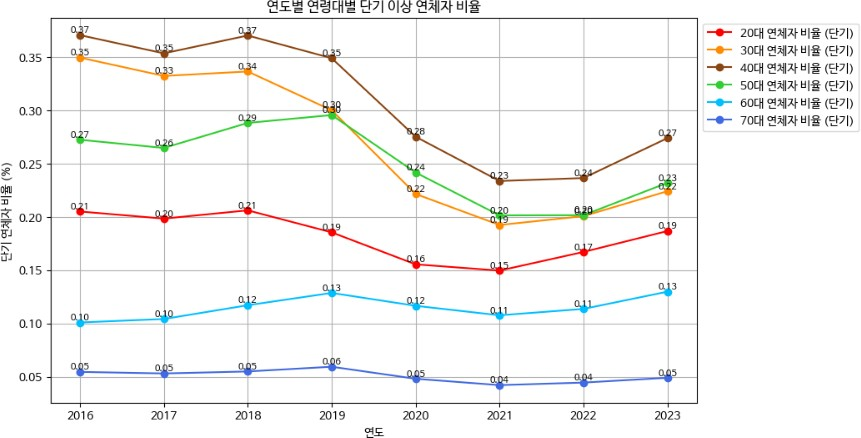 연도별 연령대별 단기 이상 연체자 비율
20대 연체자 비율 (단기)
30대 연체자 비율 (단기)
40대 연체자 비율 (단기)
50대 연체자 비율 (단기)
60대 연체자 비율 (단기)
70대 연체자 비율 (단기)
단기 연체자 비율 (%)
0.35
0.30
0.25
0.20
0.15
0.10
0.05
0.37 0.35 0.37 0.35 0.28 0.23 0.24 0.27
0.35 0.33 0.34 0.30 0.22 0.19 0.20 0.22
0.27 0.26 0.29 0.30 0.24 0.20 0.20 0.23
0.21 0.20 0.21 0.19 0.16 0.15 0.17 0.19
0.10 0.10 0.12 0.13 0.12 0.11 0.11 0.13
0.05 0.05 0.05 0.06 0.05 0.04 0.04 0.05
2016 2017 2018 2019 2020 2021 2022 2023
연도